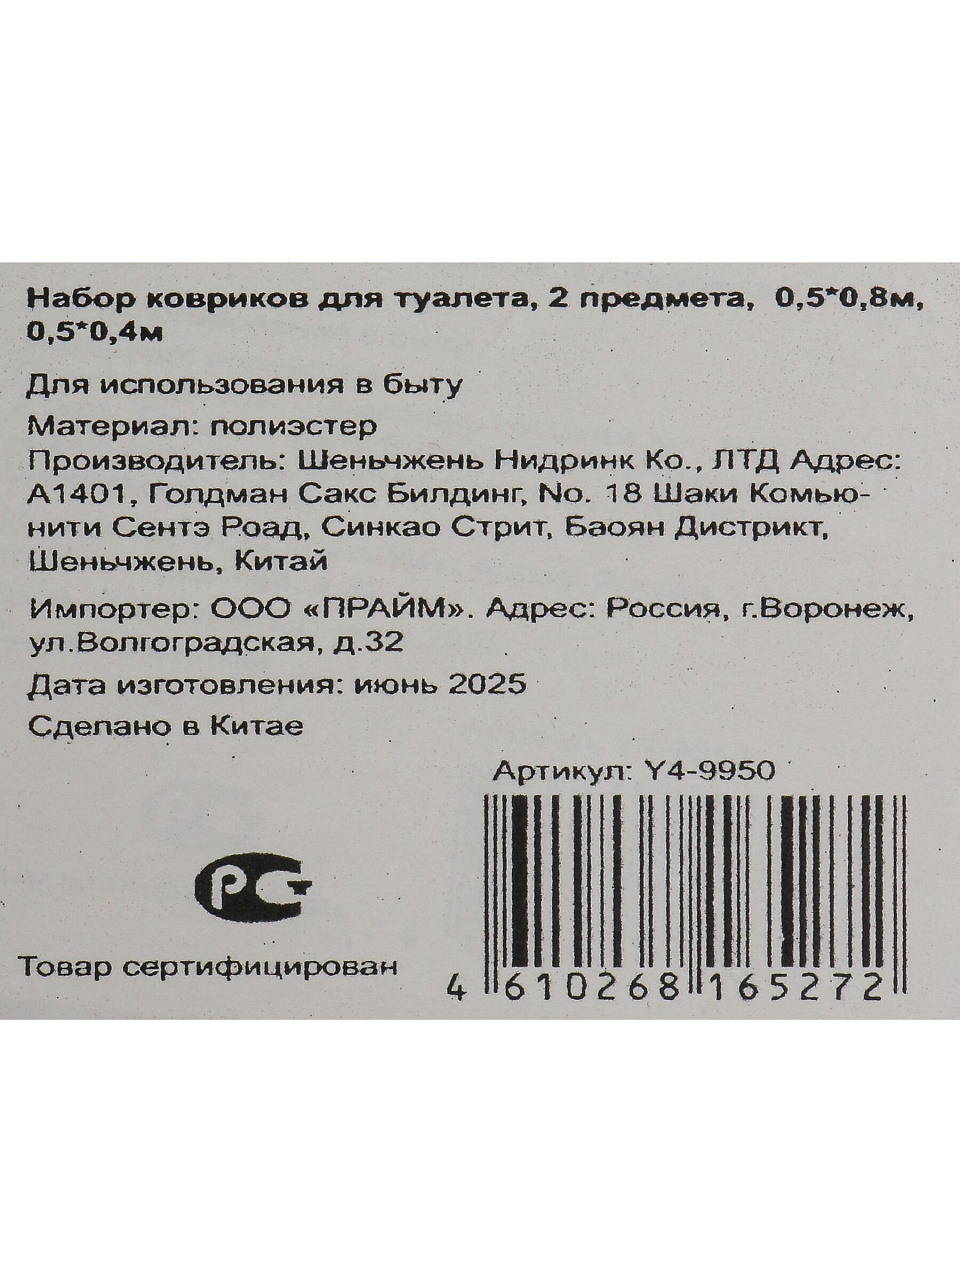 Набор ковриков для туалета, 2 предмета, 0,5*0,8м,
0,5*0,4м
Для использования в быту
Материал: полиэстер
Производитель: Шеньчжень Нидринк Ко., ЛТД Адрес:
А1401, Голдман Сакс Билдинг, No. 18 Шаки Комью-
нити Сентэ Роад, Синкао Стрит, Баоян Дистрикт,
Шеньчжень, Китай
Импортер: ООО «ПРАЙМ». Адрес: Россия, г.Воронеж,
ул.Волгоградская, д.32
Дата изготовления: июнь 2025
Сделано в Китае
Артикул: Y4-9950
РСТ
Товар сертифицирован
4 610268 165272